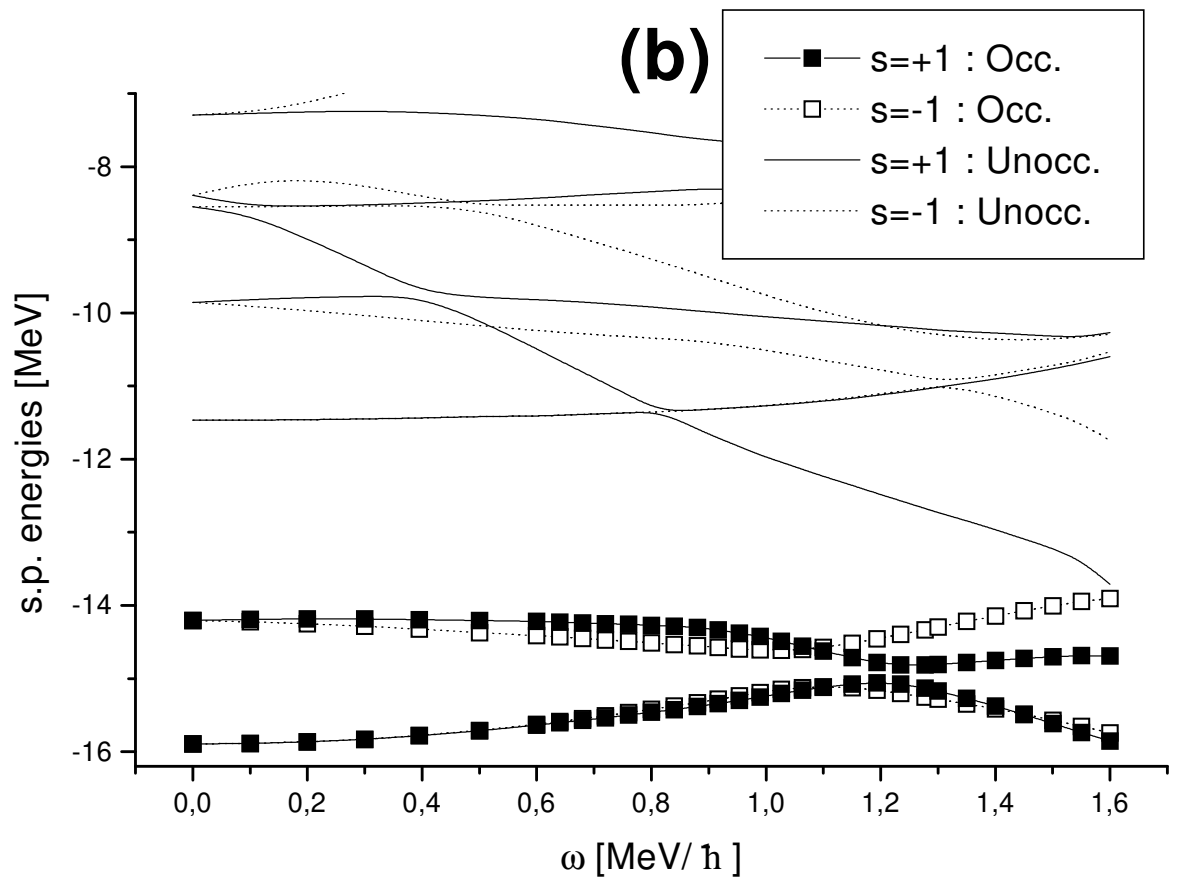 (b)
s=+1 : Occ.
s=-1 : Occ.
s=+1 : Unocc.
s=-1 : Unocc.
s.p. energies [MeV]
-8
-10
-12
-14
-16
0,0 0,2 0,4 0,6 0,8 1,0 1,2 1,4 1,6
ω [MeV/ ħ ]